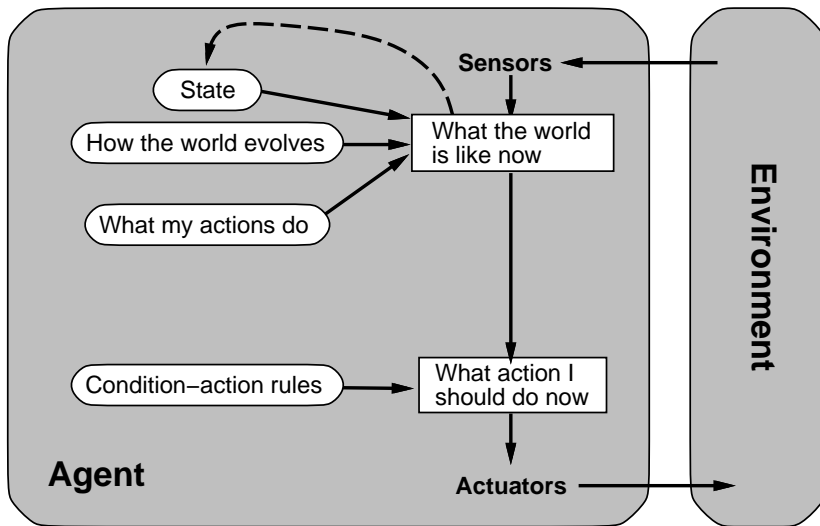 Sensors
State
What the world
is like now
How the world evolves
What my actions do
Environment
What action I
should do now
Condition−action rules
Agent
Actuators